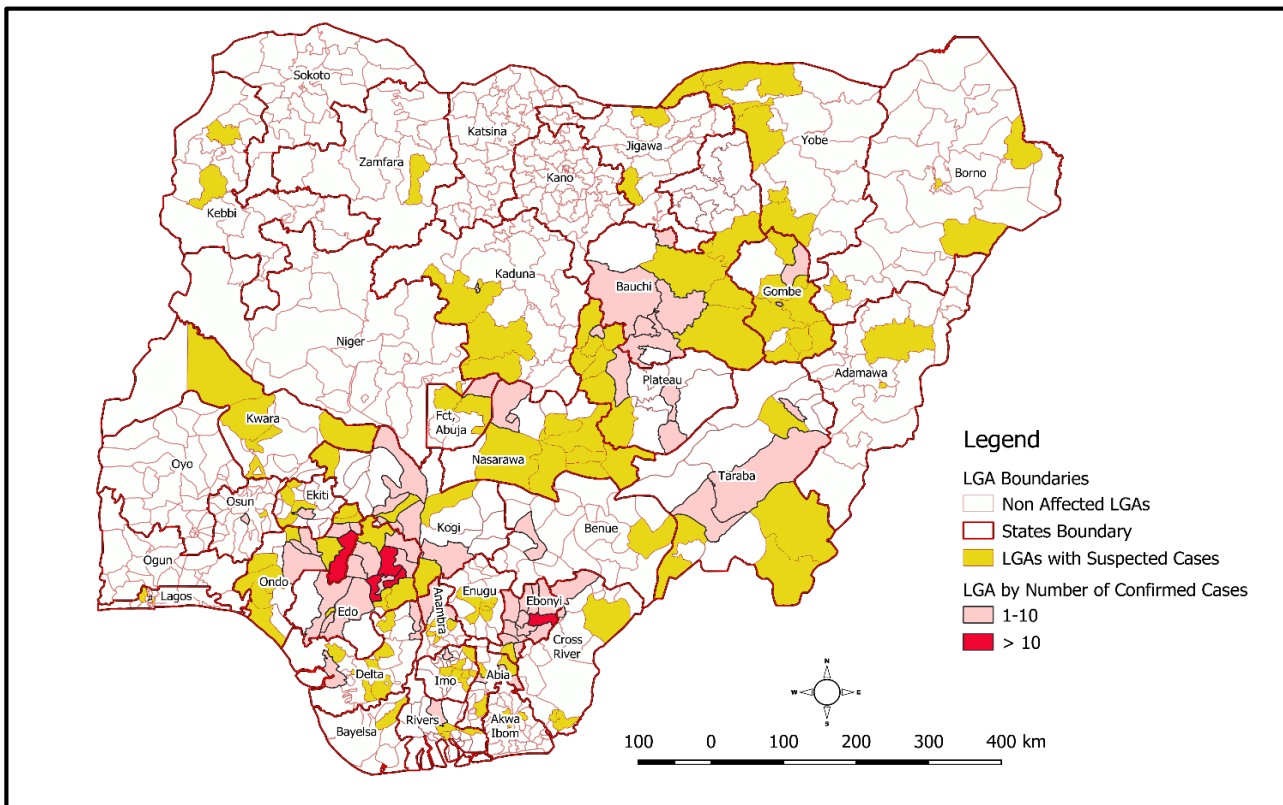 Sokoto
Katsina
Jigawa
Yobe
Zamfara
Kano
Borno
Kebbi
Kaduna
Bauchi
Gombe
Niger
Plateau
Adamawa
Kwara
Fct,
Abuja
Nasarawa
Oyo
Taraba
Ekiti
Osun
Kogi
Benue
Ogun
Ondo
Lagos
Edo
Anambra
Enugu
Ebonyi
Cross
River
Delta
Imo
Abia
Bayelsa
Rivers
Akwa
Ibom
Legend
LGA Boundaries
Non Affected LGAs
States Boundary
LGAs with Suspected Cases
LGA by Number of Confirmed Cases
1-10
> 10
N
W
E
S
100 0 100 200 300 400 km